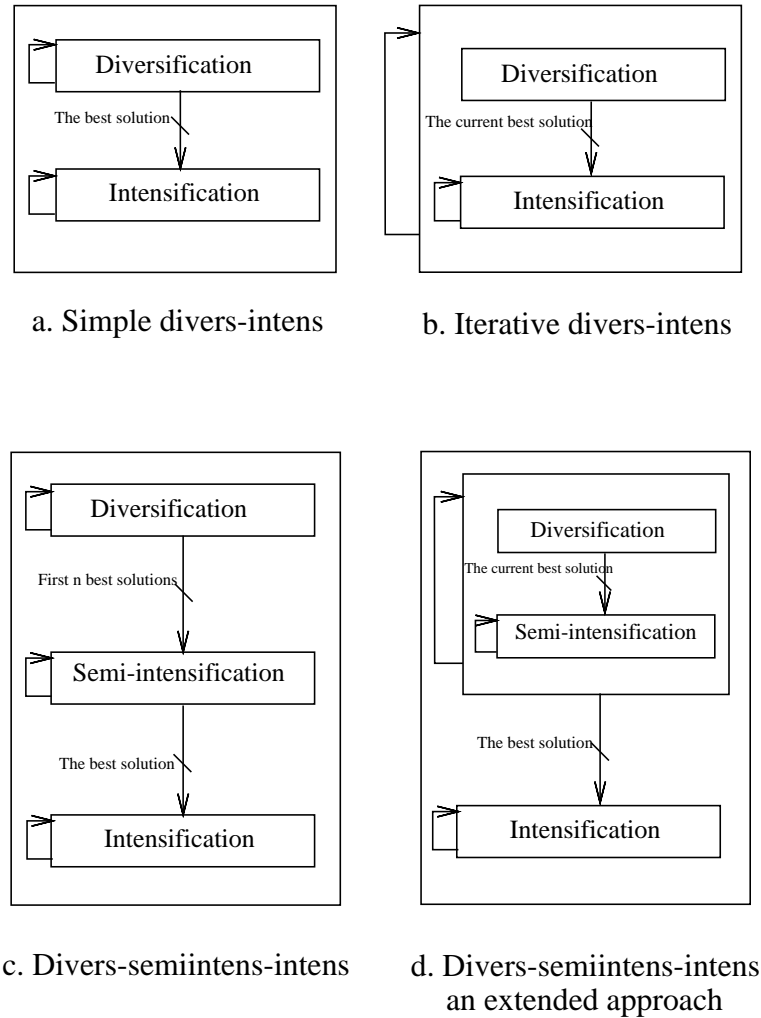 Diversification
The best solution
Intensification
a. Simple divers-intens
Diversification
The current best solution
Intensification
b. Iterative divers-intens
Diversification
First n best solutions
Semi-intensification
The best solution
Intensification
c. Divers-semiintens-intens
Diversification
The current best solution
Semi-intensification
The best solution
Intensification
d. Divers-semiintens-intens
an extended approach